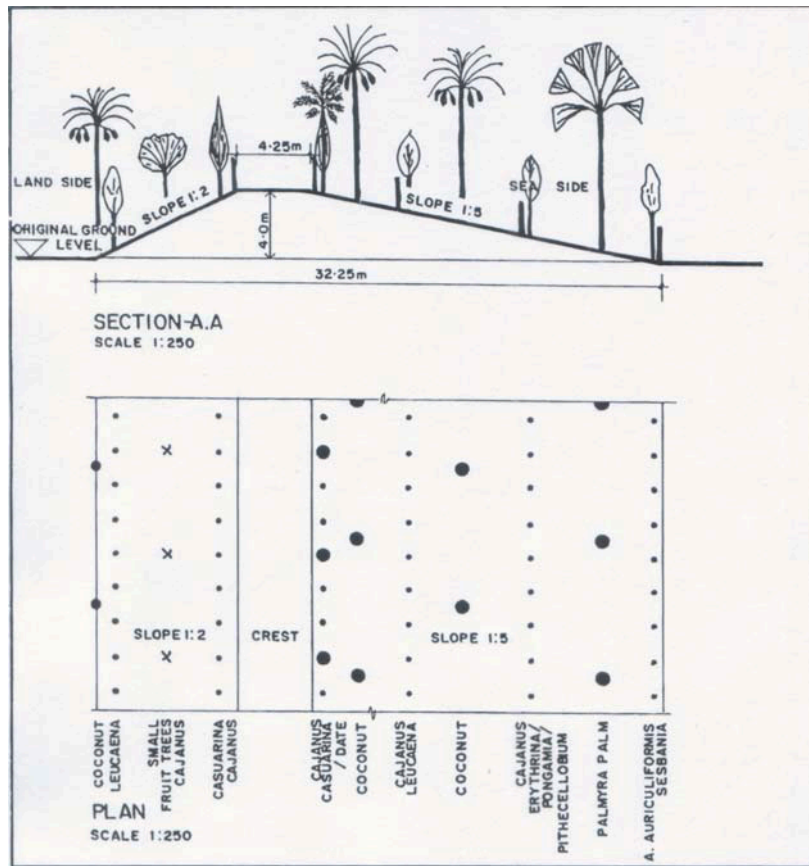 4·25m
LAND SIDE
SLOPE 1:2
SEA SIDE
SLOPE 1:5
ORIGINAL GROUND
LEVEL
4·0m
32·25m
SECTION-A.A
SCALE 1:250
SLOPE 1:2
CREST
SLOPE 1:5
COCONUT
LEUCAENA
SMALL
FRUIT TREES
CAJANUS
CASUARINA
CAJANUS
CAJANUS
CASUARINA
/ DATE
COCONUT
CAJANUS
LEUCAENA
COCONUT
CAJANUS
ERYTHRINA/
PONGAMIA/
PITHECELLOBIUM
PALMYRA PALM
A. AURICULIFORMIS
SESBANIA
PLAN
SCALE 1:250